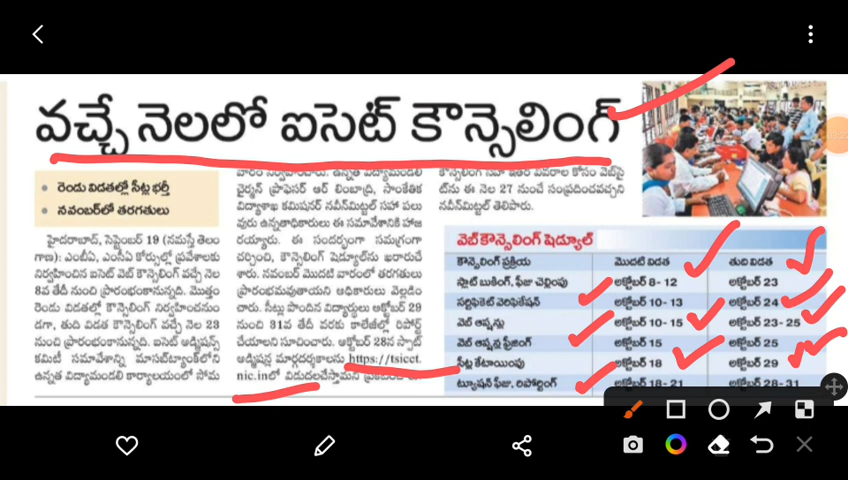 వచ్చే నెలలో ఐసెట్ కౌన్సెలింగ్
• రెండు విడతల్లో సీట్ల భర్తీ
• నవంబర్‌లో తరగతులు
హైదరాబాద్, సెప్టెంబర్ 19 (నమస్తే తెలం
గాణ): ఎంబీఏ, ఎంసీఏ కోర్సుల్లో ప్రవేశాలకు
నిర్వహించిన ఐసెట్ వెబ్ కౌన్సెలింగ్ వచ్చే నెల
8వ తేదీ నుంచి ప్రారంభంకానున్నది. మొత్తం
రెండు విడతల్లో కౌన్సెలింగ్ నిర్వహించనుం
డగా, తుది విడత కౌన్సెలింగ్ వచ్చే నెల 23
నుంచి ప్రారంభంకానున్నది. ఐసెట్ అడ్మిషన్స్
కమిటీ సమావేశాన్ని మాసబ్‌ట్యాంక్‌లోని
ఉన్నత విద్యామండలి కార్యాలయంలో సోమ
వారం నిర్వహించారు. ఉన్నత విద్యామండలి
చైర్మన్ ప్రొఫెసర్ ఆర్ లింబాద్రి, సాంకేతిక
విద్యాశాఖ కమిషనర్ నవీన్‌మిట్టల్ సహా పలు
వురు ఉన్నతాధికారులు ఈ సమావేశానికి హాజ
రయ్యారు. ఈ సందర్భంగా సమగ్రంగా
చర్చించి, కౌన్సెలింగ్ షెడ్యూల్‌ను ఖరారుచే
శారు. నవంబర్ మొదటి వారంలో తరగతులు
ప్రారంభమవుతాయని అధికారులు వెల్లడిం
చారు. సీట్లు పొందిన విద్యార్థులు అక్టోబర్ 29
నుంచి 31వ తేదీ వరకు కాలేజీల్లో రిపోర్ట్
చేయాలని సూచించారు. అక్టోబర్ 28న స్పాట్
అడ్మిషన్ల మార్గదర్శకాలను https://tsicet.
nic.inలో విడుదలచేస్తామని ప్రకటించారు.
కౌన్సెలింగ్ సహా ఇతర వివరాల కోసం వెబ్‌సై
ట్‌ను ఈ నెల 27 నుంచి సంప్రదించవచ్చని
నవీన్‌మిట్టల్ తెలిపారు.
వెబ్ కౌన్సెలింగ్ షెడ్యూల్
కౌన్సెలింగ్ ప్రక్రియ మొదటి విడత తుది విడత
స్లాట్ బుకింగ్, ఫీజు చెల్లింపు అక్టోబర్ 8-12 అక్టోబర్ 23
సర్టిఫికెట్ వెరిఫికేషన్ అక్టోబర్ 10-13 అక్టోబర్ 24
వెబ్ ఆప్షన్లు అక్టోబర్ 10-15 అక్టోబర్ 23-25
వెబ్ ఆప్షన్ల ఫ్రీజింగ్ అక్టోబర్ 15 అక్టోబర్ 25
సీట్ల కేటాయింపు అక్టోబర్ 18 అక్టోబర్ 29
ట్యూషన్ ఫీజు, రిపోర్టింగ్ అక్టోబర్ 18-21 అక్టోబర్ 28-31